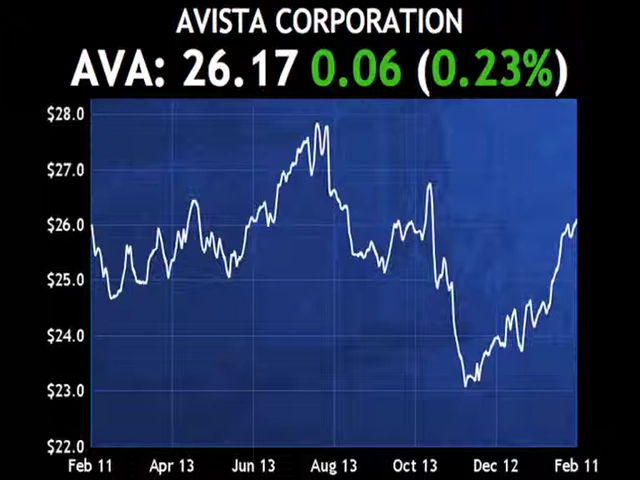 AVISTA CORPORATION
AVA: 26.17 0.06 (0.23%)
$28.0
$27.0
$26.0
$25.0
$24.0
$23.0
$22.0
Feb 11 Apr 13 Jun 13 Aug 13 Oct 13 Dec 12 Feb 11